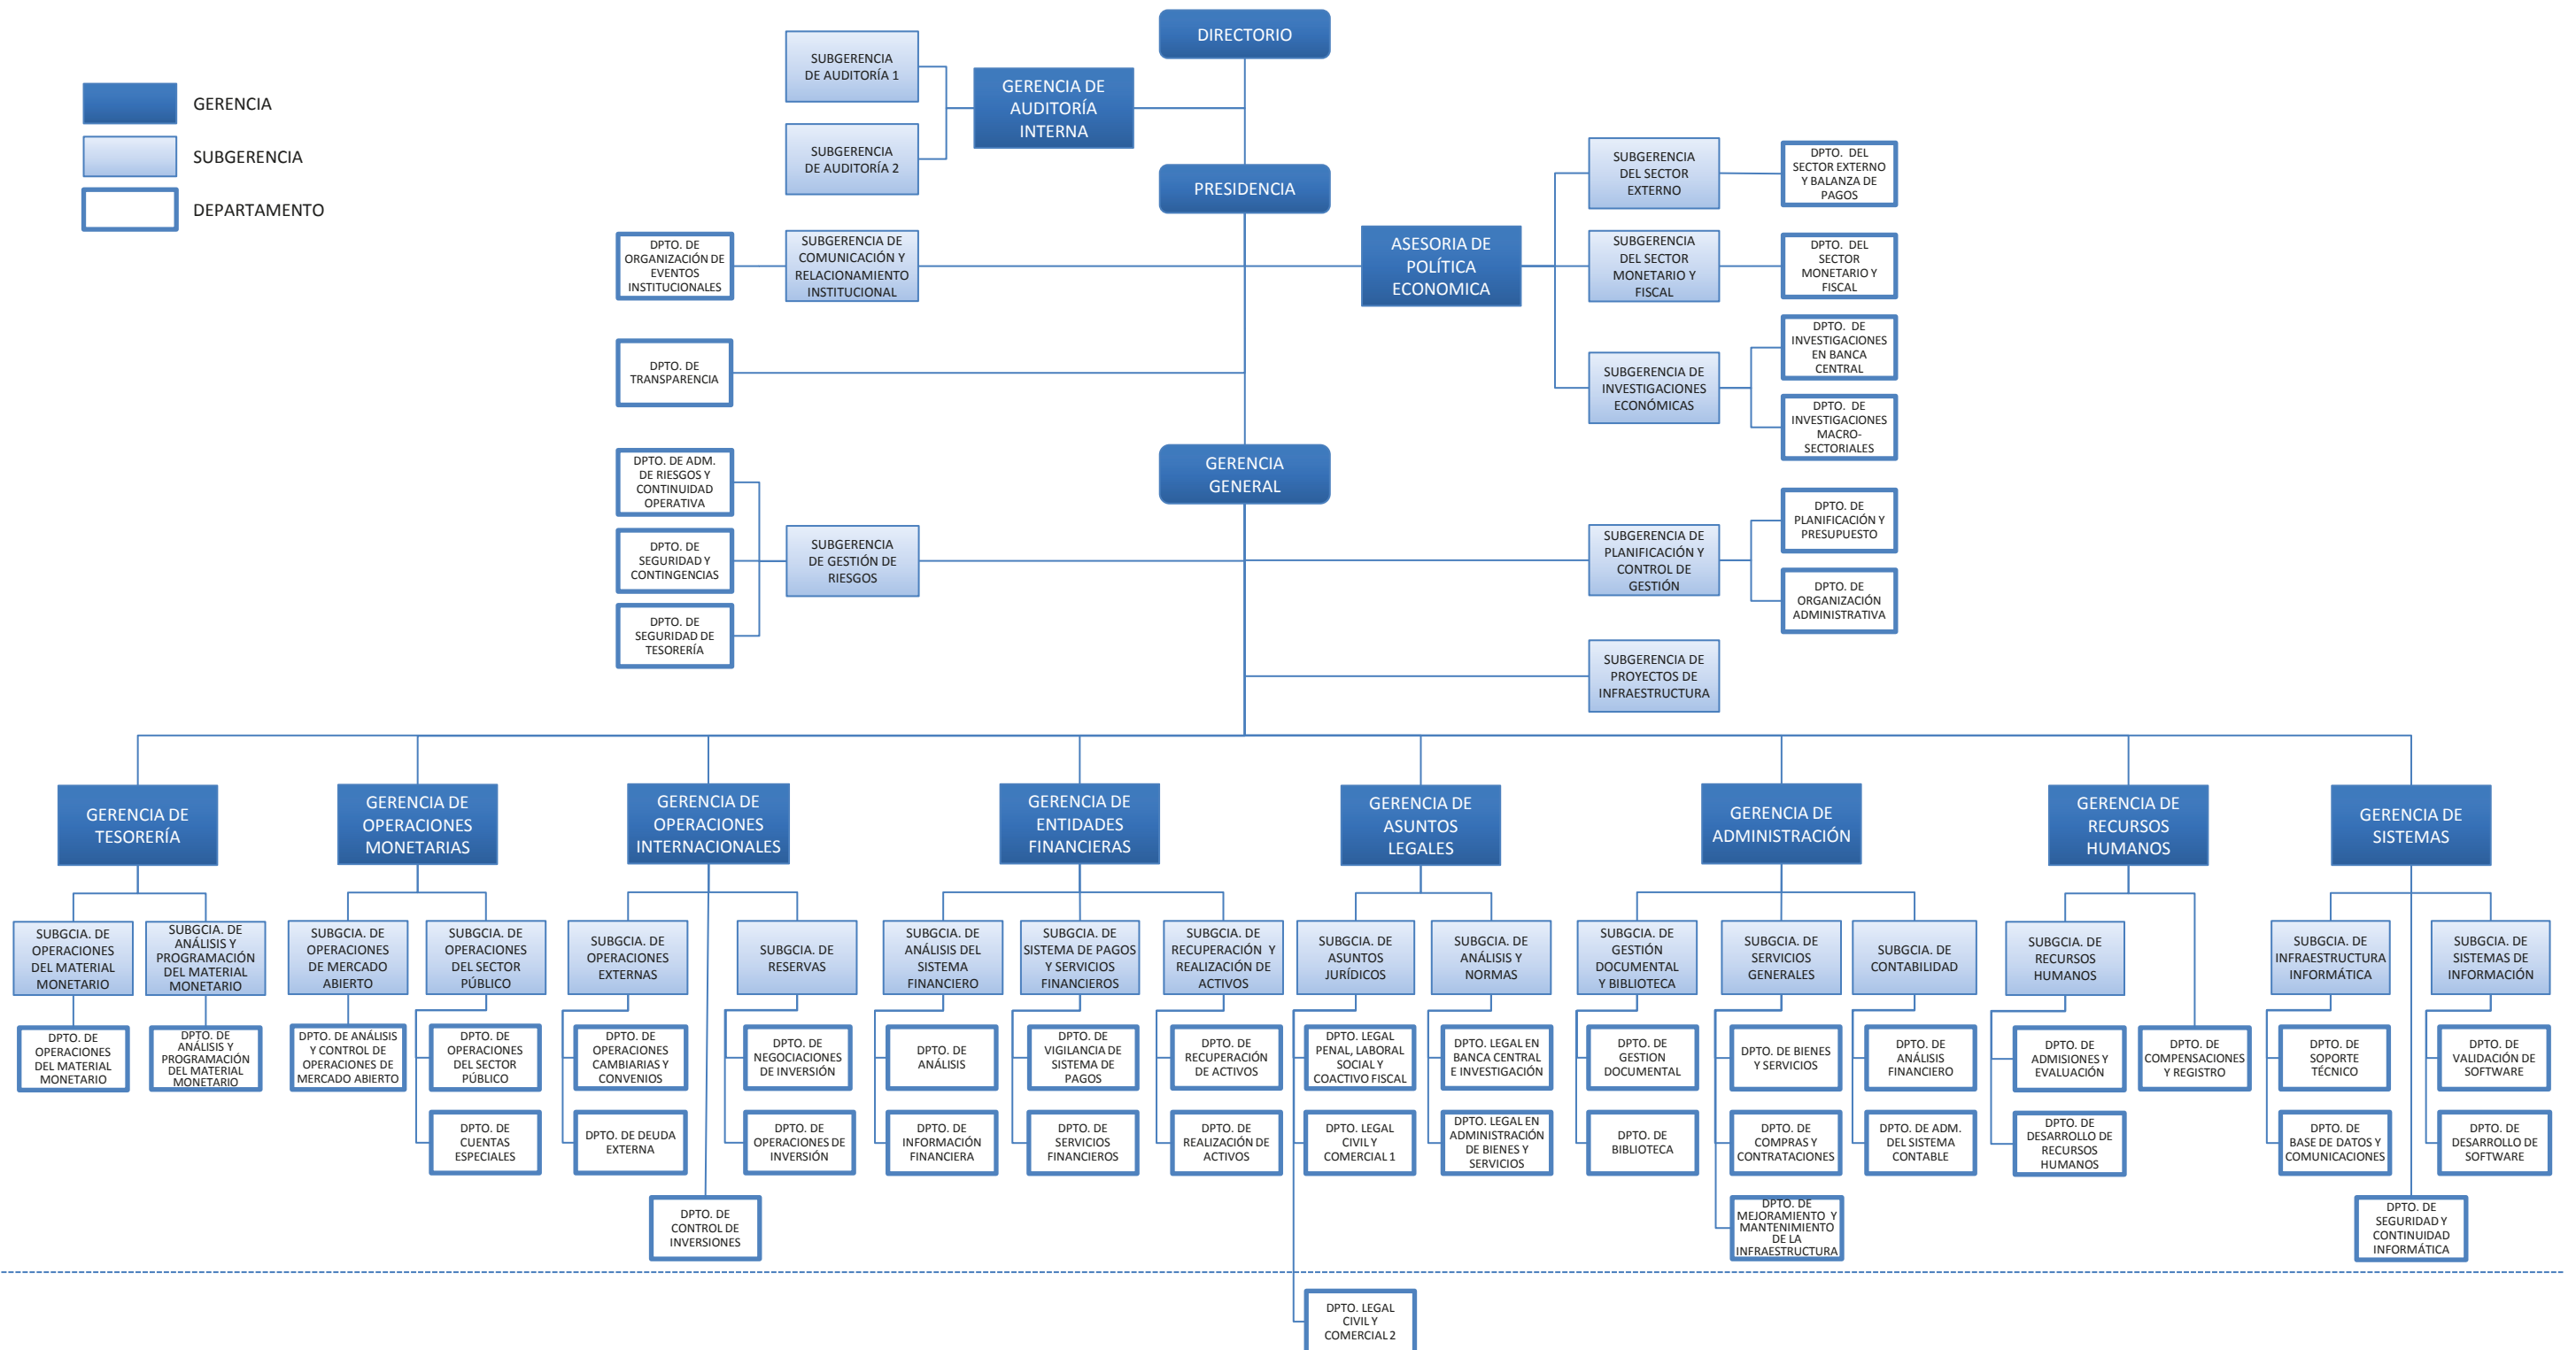 DIRECTORIO
SUBGERENCIA
DE AUDITORÍA 1
GERENCIA DE
AUDITORÍA
INTERNA
SUBGERENCIA
DE AUDITORÍA 2
GERENCIA
SUBGERENCIA
DEPARTAMENTO
PRESIDENCIA
SUBGERENCIA
DEL SECTOR
EXTERNO
DPTO. DEL
SECTOR EXTERNO
Y BALANZA DE
PAGOS
DPTO. DE
ORGANIZACIÓN DE
EVENTOS
INSTITUCIONALES
SUBGERENCIA DE
COMUNICACIÓN Y
RELACIONAMIENTO
INSTITUCIONAL
ASESORIA DE
POLÍTICA
ECONOMICA
SUBGERENCIA
DEL SECTOR
MONETARIO Y
FISCAL
DPTO. DEL
SECTOR
MONETARIO Y
FISCAL
DPTO. DE
TRANSPARENCIA
SUBGERENCIA DE
INVESTIGACIONES
ECONÓMICAS
DPTO. DE
INVESTIGACIONES
EN BANCA
CENTRAL
DPTO. DE
INVESTIGACIONES
MACRO-
SECTORIALES
GERENCIA
GENERAL
DPTO. DE ADM.
DE RIESGOS Y
CONTINUIDAD
OPERATIVA
DPTO. DE
SEGURIDAD Y
CONTINGENCIAS
DPTO. DE
SEGURIDAD DE
TESORERÍA
SUBGERENCIA
DE GESTIÓN DE
RIESGOS
SUBGERENCIA DE
PLANIFICACIÓN Y
CONTROL DE
GESTIÓN
DPTO. DE
PLANIFICACIÓN Y
PRESUPUESTO
DPTO. DE
ORGANIZACIÓN
ADMINISTRATIVA
SUBGERENCIA DE
PROYECTOS DE
INFRAESTRUCTURA
GERENCIA DE
TESORERÍA
GERENCIA DE
OPERACIONES
MONETARIAS
GERENCIA DE
OPERACIONES
INTERNACIONALES
GERENCIA DE
ENTIDADES
FINANCIERAS
GERENCIA DE
ASUNTOS
LEGALES
GERENCIA DE
ADMINISTRACIÓN
GERENCIA DE
RECURSOS
HUMANOS
GERENCIA DE
SISTEMAS
SUBGCIA. DE
OPERACIONES
DEL MATERIAL
MONETARIO
SUBGCIA. DE
ANÁLISIS Y
PROGRAMACIÓN
DEL MATERIAL
MONETARIO
SUBGCIA. DE
OPERACIONES
DE MERCADO
ABIERTO
SUBGCIA. DE
OPERACIONES
DEL SECTOR
PÚBLICO
SUBGCIA. DE
OPERACIONES
EXTERNAS
SUBGCIA. DE
RESERVAS
SUBGCIA. DE
ANÁLISIS DEL
SISTEMA
FINANCIERO
SUBGCIA. DE
SISTEMA DE PAGOS
Y SERVICIOS
FINANCIEROS
SUBGCIA. DE
RECUPERACIÓN Y
REALIZACIÓN DE
ACTIVOS
SUBGCIA. DE
ASUNTOS
JURÍDICOS
SUBGCIA. DE
ANÁLISIS Y
NORMAS
SUBGCIA. DE
GESTIÓN
DOCUMENTAL
Y BIBLIOTECA
SUBGCIA. DE
SERVICIOS
GENERALES
SUBGCIA. DE
CONTABILIDAD
SUBGCIA. DE
RECURSOS
HUMANOS
SUBGCIA. DE
INFRAESTRUCTURA
INFORMÁTICA
SUBGCIA. DE
SISTEMAS DE
INFORMACIÓN
DPTO. DE
OPERACIONES
DEL MATERIAL
MONETARIO
DPTO. DE
ANÁLISIS Y
PROGRAMACIÓN
DEL MATERIAL
MONETARIO
DPTO. DE ANÁLISIS
Y CONTROL DE
OPERACIONES DE
MERCADO ABIERTO
DPTO. DE
OPERACIONES
DEL SECTOR
PÚBLICO
DPTO. DE
OPERACIONES
CAMBIARIAS Y
CONVENIOS
DPTO. DE
NEGOCIACIONES
DE INVERSIÓN
DPTO. DE
ANÁLISIS
DPTO. DE
VIGILANCIA DE
SISTEMA DE
PAGOS
DPTO. DE
RECUPERACIÓN
DE ACTIVOS
DPTO. LEGAL
PENAL, LABORAL
SOCIAL Y
COACTIVO FISCAL
DPTO. LEGAL EN
BANCA CENTRAL
E INVESTIGACIÓN
DPTO. DE
GESTION
DOCUMENTAL
DPTO. DE BIENES
Y SERVICIOS
DPTO. DE
ANÁLISIS
FINANCIERO
DPTO. DE
ADMISIONES Y
EVALUACIÓN
DPTO. DE
COMPENSACIONES
Y REGISTRO
DPTO. DE
SOPORTE
TÉCNICO
DPTO. DE
VALIDACIÓN DE
SOFTWARE
DPTO. DE
CUENTAS
ESPECIALES
DPTO. DE DEUDA
EXTERNA
DPTO. DE
OPERACIONES DE
INVERSIÓN
DPTO. DE
INFORMACIÓN
FINANCIERA
DPTO. DE
SERVICIOS
FINANCIEROS
DPTO. DE
REALIZACIÓN DE
ACTIVOS
DPTO. LEGAL
CIVIL Y
COMERCIAL 1
DPTO. LEGAL EN
ADMINISTRACIÓN
DE BIENES Y
SERVICIOS
DPTO. DE
BIBLIOTECA
DPTO. DE
COMPRAS Y
CONTRATACIONES
DPTO. DE ADM.
DEL SISTEMA
CONTABLE
DPTO. DE
DESARROLLO DE
RECURSOS
HUMANOS
DPTO. DE
BASE DE DATOS Y
COMUNICACIONES
DPTO. DE
DESARROLLO DE
SOFTWARE
DPTO. DE
CONTROL DE
INVERSIONES
DPTO. DE
MEJORAMIENTO Y
MANTENIMIENTO
DE LA
INFRAESTRUCTURA
DPTO. DE
SEGURIDAD Y
CONTINUIDAD
INFORMÁTICA
DPTO. LEGAL
CIVIL Y
COMERCIAL 2